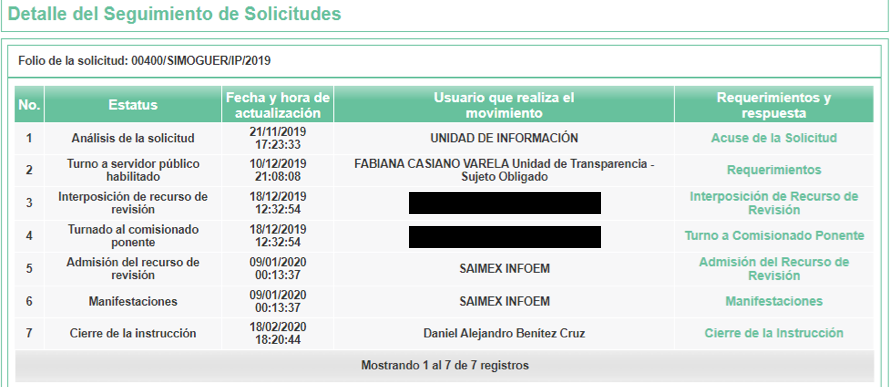 Detalle del Seguimiento de Solicitudes
Folio de la solicitud: 00400/SIMOGUER/IP/2019
No. Estatus Fecha y hora de actualización Usuario que realiza el movimiento Requerimientos y respuesta
1 Análisis de la solicitud 21/11/2019 17:23:33 UNIDAD DE INFORMACIÓN Acuse de la Solicitud
2 Turno a servidor público habilitado 10/12/2019 21:08:08 FABIANA CASIANO VARELA Unidad de Transparencia - Sujeto Obligado Requerimientos
3 Interposición de recurso de revisión 18/12/2019 12:32:54 Interposición de Recurso de Revisión
4 Turnado al comisionado ponente 18/12/2019 12:32:54 Turno a Comisionado Ponente
5 Admisión del recurso de revisión 09/01/2020 00:13:37 SAIMEX INFOEM Admisión del Recurso de Revisión
6 Manifestaciones 09/01/2020 00:13:37 SAIMEX INFOEM Manifestaciones
7 Cierre de la instrucción 18/02/2020 18:20:44 Daniel Alejandro Benítez Cruz Cierre de la Instrucción
Mostrando 1 al 7 de 7 registros